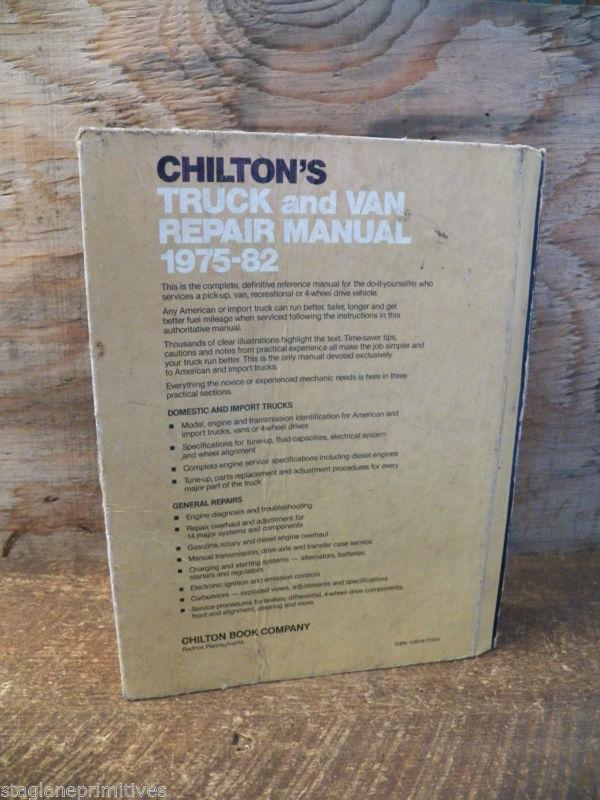 CHILTON'S
TRUCK and VAN
REPAIR MANUAL
1975-82
This is the complete, definitive reference manual for the do-it-yourselfer who
services a pick-up, van, recreational or 4-wheel drive vehicle.
Any American or import truck can run better, safer, longer and get
better fuel mileage when serviced following the instructions in this
authoritative manual.
Thousands of clear illustrations highlight the text. Time-saver tips,
cautions and notes from practical experience all make the job simpler and
your truck run better. This is the only manual devoted exclusively
to American and import trucks.
Everything the novice or experienced mechanic needs is here in three
practical sections.
DOMESTIC AND IMPORT TRUCKS
■ Model, engine and transmission identification for American and
import trucks, vans or 4-wheel drives
■ Specifications for tune-up, fluid capacities, electrical system
and wheel alignment
■ Complete engine service specifications including diesel engines
■ Tune-up, parts replacement and adjustment procedures for every
major part of the truck
GENERAL REPAIRS
■ Engine diagnosis and troubleshooting
■ Repair, overhaul and adjustment for
14 major systems and components
■ Gasoline, rotary and diesel engine overhaul
■ Manual transmission, drive axle and transfer case service
■ Charging and starting systems — alternators, batteries,
starters and regulators
■ Electronic ignition and emission controls
■ Carburetors — exploded views, adjustments and specifications
■ Service procedures for brakes, differential, 4-wheel drive components,
front end alignment, steering and more
CHILTON BOOK COMPANY
Radnor, Pennsylvania
ISBN
staglaneprimitives